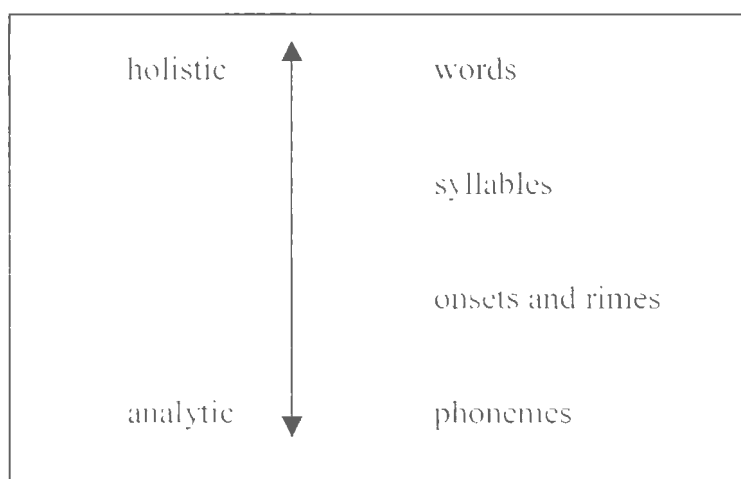 holistic words
syllables
onsets and rimes
analytic phonemes